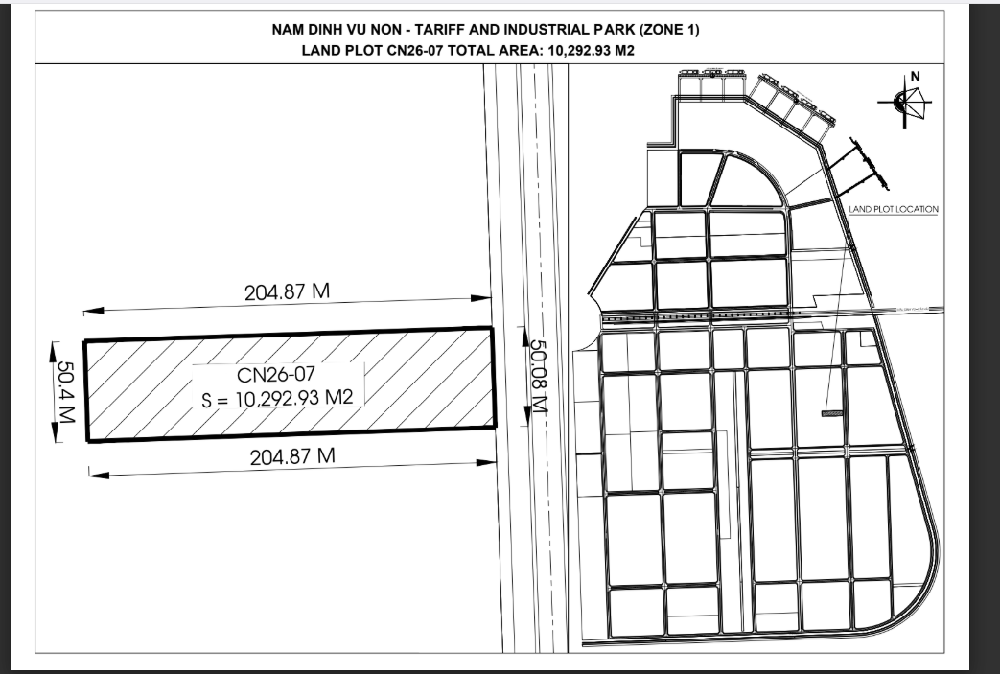 NAM DINH VU NON - TARIFF AND INDUSTRIAL PARK (ZONE 1)
LAND PLOT CN26-07 TOTAL AREA: 10,292.93 M2
N
LAND PLOT LOCATION
204.87 M
50.4 M
CN26-07
S = 10,292.93 M2
50.08 M
204.87 M